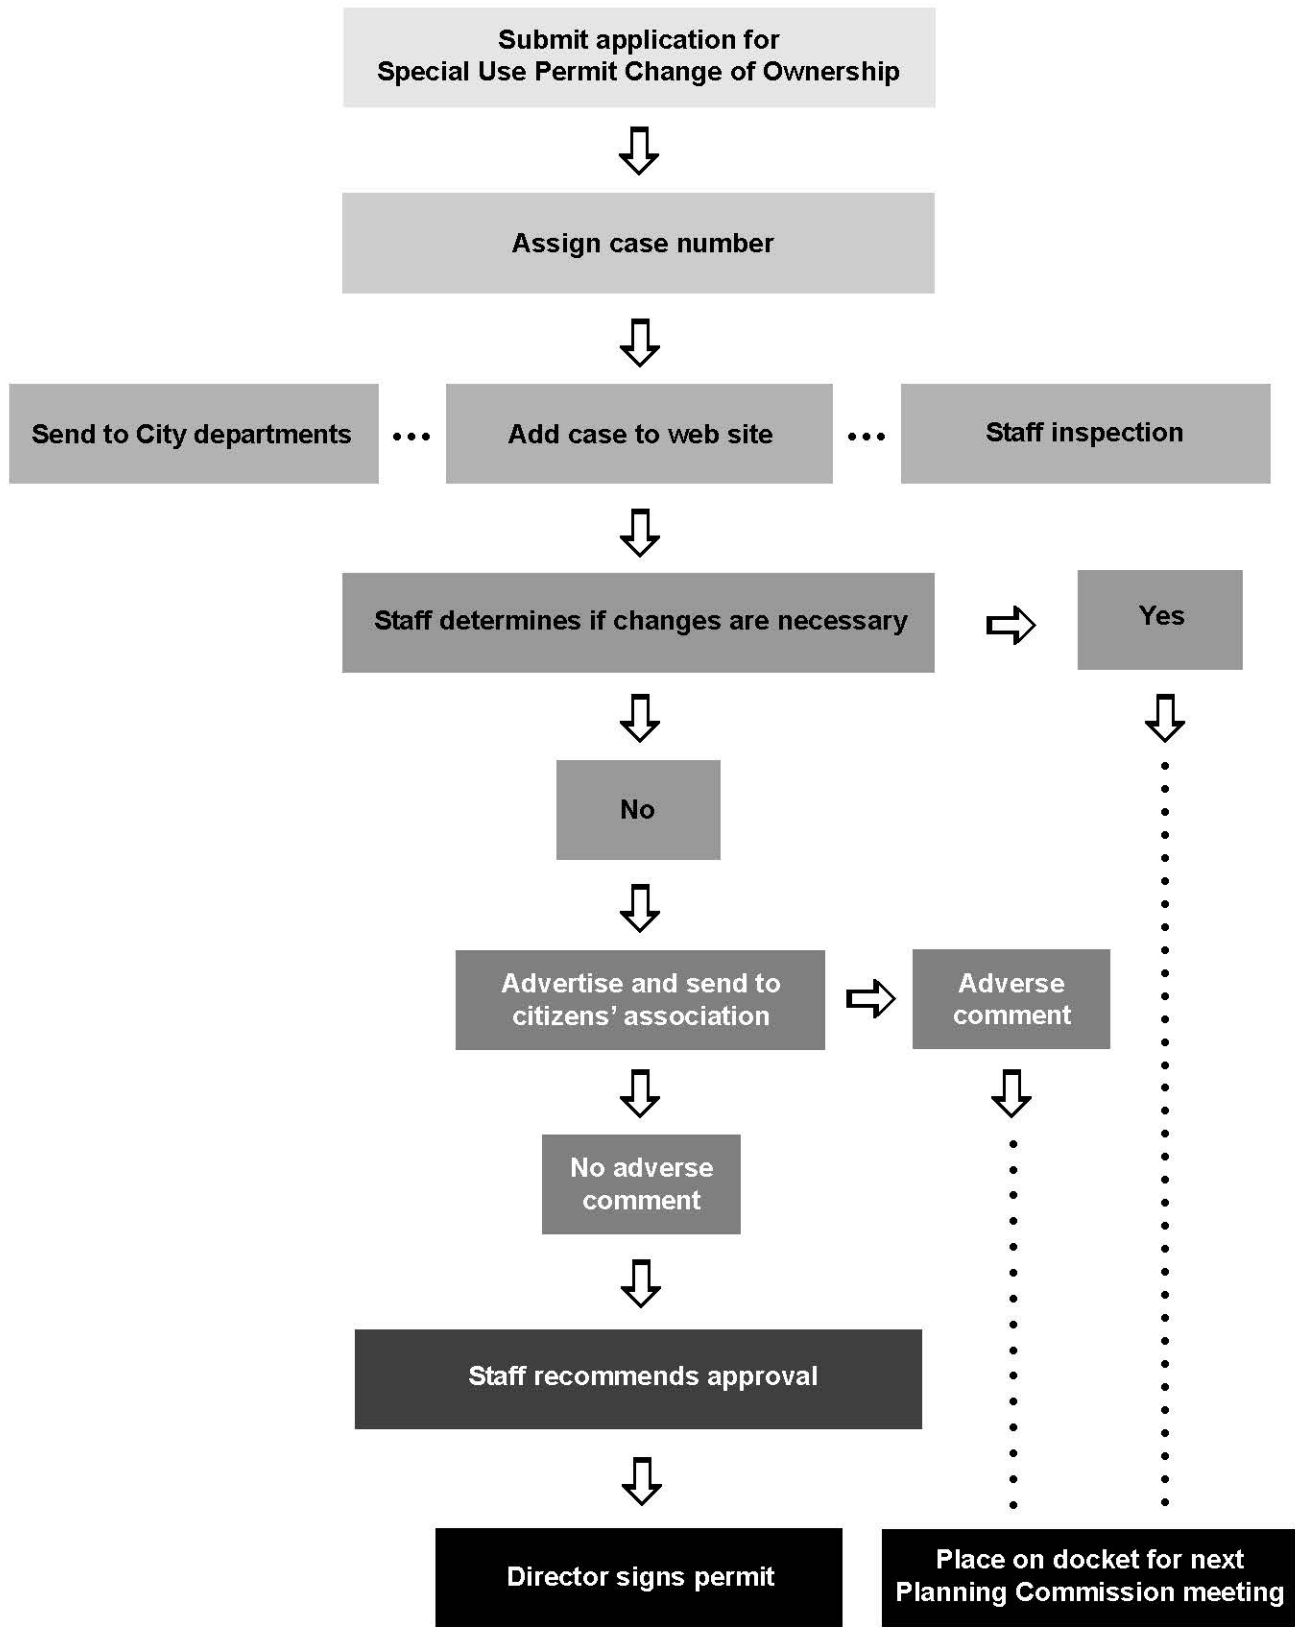 Submit application for
Special Use Permit Change of Ownership
Assign case number
Send to City departments ••• Add case to web site ••• Staff inspection
Staff determines if changes are necessary
Yes
No
Advertise and send to
citizens’ association
Adverse
comment
No adverse
comment
Staff recommends approval
Director signs permit
Place on docket for next
Planning Commission meeting